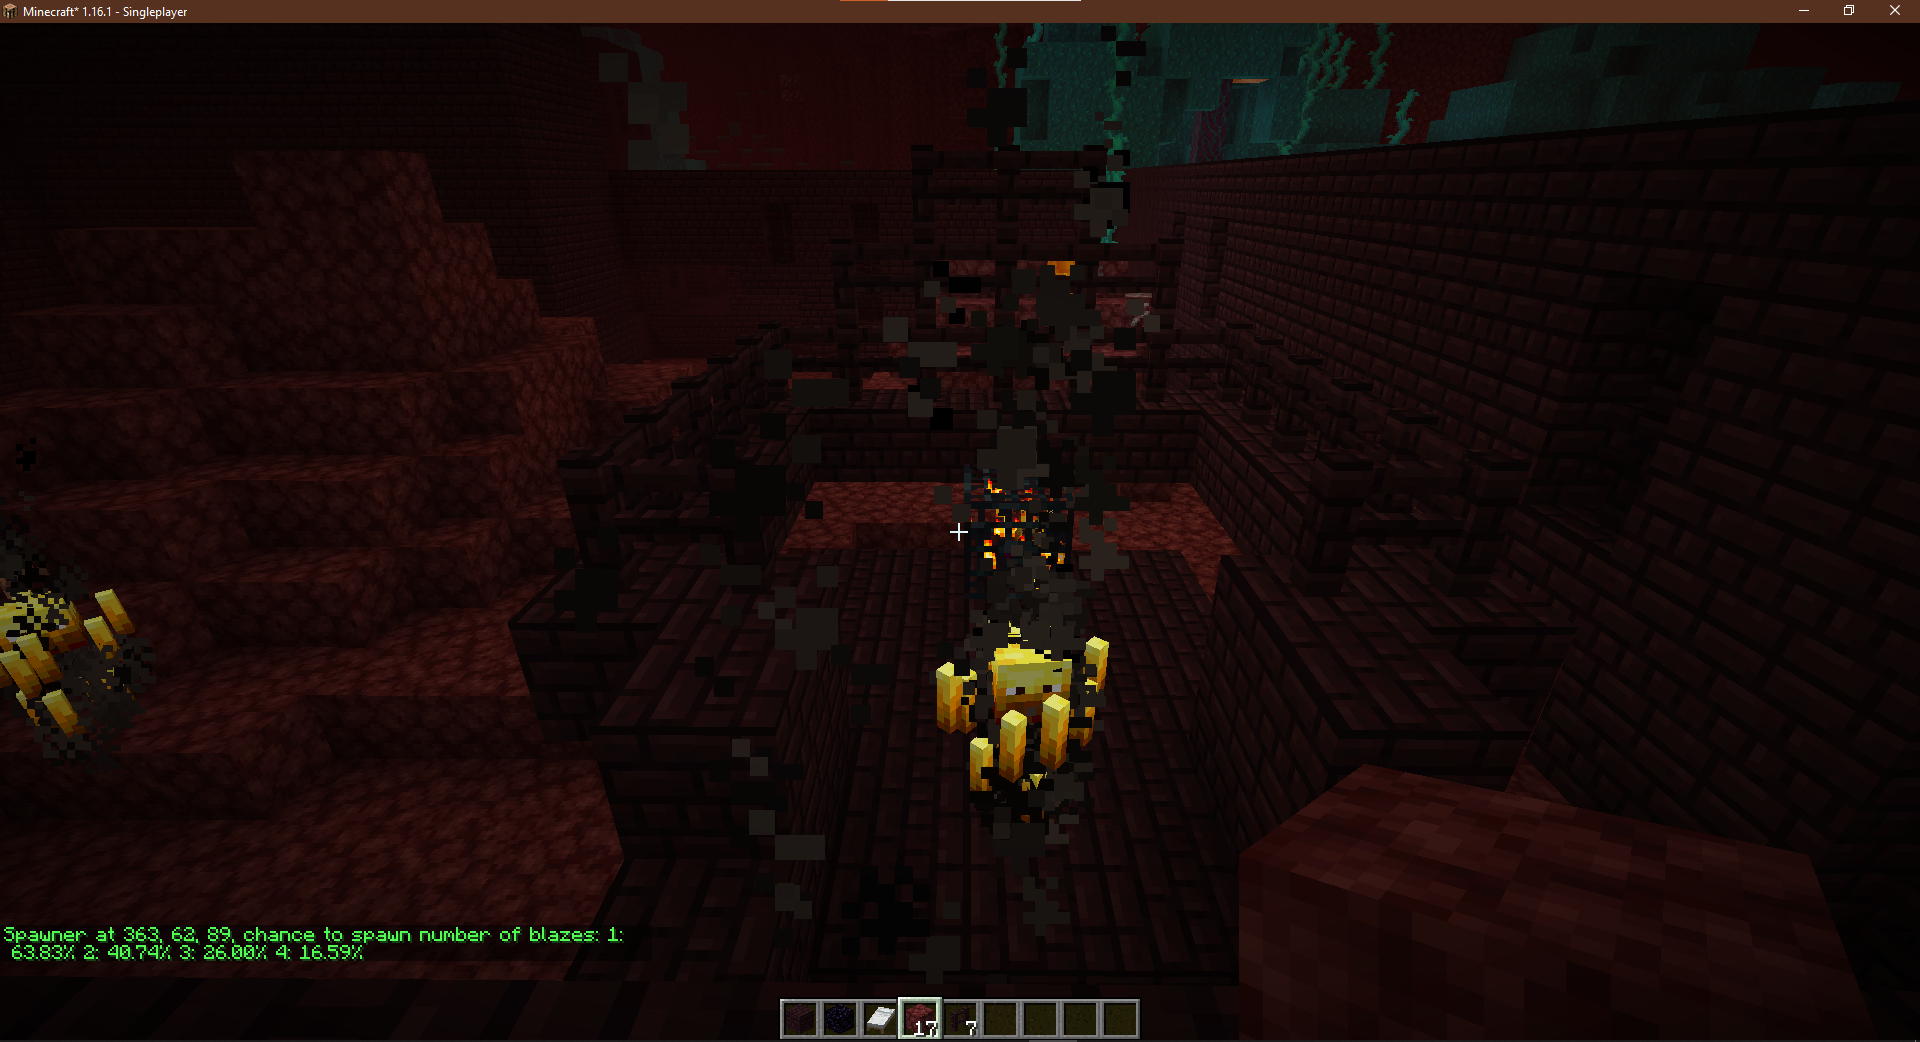 Minecraft* 1.16.1 - Singleplayer
Spawner at 363, 62, 89, chance to spawn number of blazes: 1:
63.83% 2: 40.74% 3: 26.00% 4: 16.59%
17 7